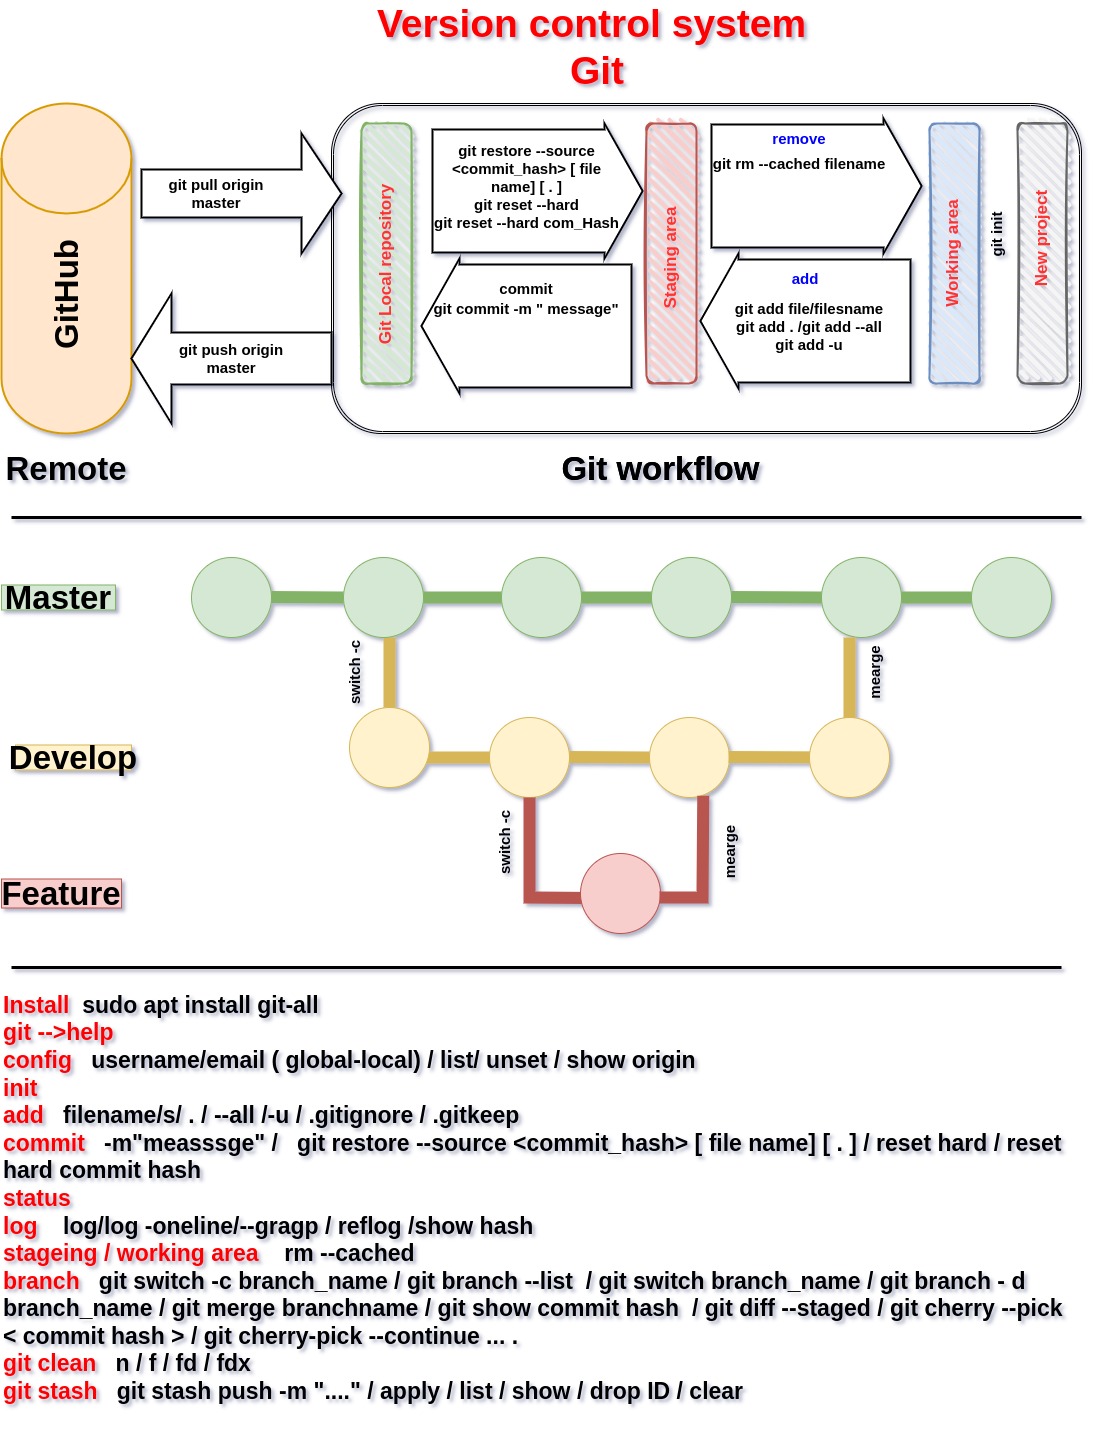 Version control system
Git
GitHub
git pull origin
master
git push origin
master
Git Local repository
git restore --source
<commit_hash> [ file
name] [ . ]
git reset --hard
git reset --hard com_Hash
commit
git commit -m " message"
Staging area
remove
git rm --cached filename
add
git add file/filesname
git add . /git add --all
git add -u
Working area
git init
New project
Remote
Git workflow
Master
switch -c
mearge
Develop
switch -c
mearge
Feature
Install  sudo apt install git-all
git -->help
config   username/email ( global-local) / list/ unset / show origin
init
add   filename/s/ . / --all /-u / .gitignore / .gitkeep
commit   -m"measssge" /   git restore --source <commit_hash> [ file name] [ . ] / reset hard / reset
hard commit hash
status
log    log/log -oneline/--gragp / reflog /show hash
stageing / working area    rm --cached
branch   git switch -c branch_name / git branch --list  / git switch branch_name / git branch - d
branch_name / git merge branchname / git show commit hash  / git diff --staged / git cherry --pick
< commit hash > / git cherry-pick --continue ... .
git clean   n / f / fd / fdx
git stash   git stash push -m "...." / apply / list / show / drop ID / clear